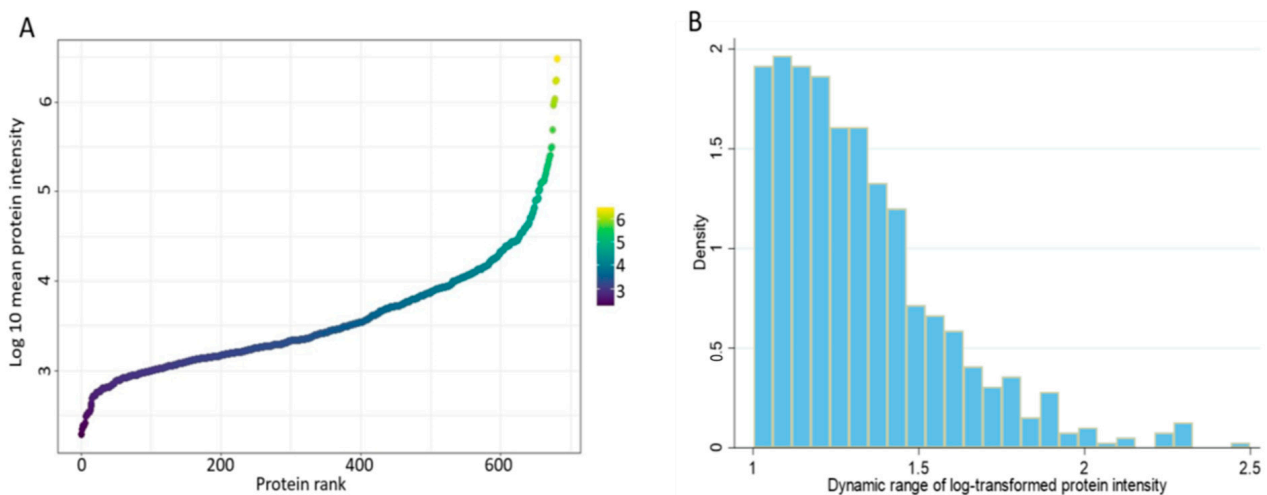 A
Log 10 mean protein intensity
6
5
4
3
0 200 400 600
Protein rank
6
5
4
3
B
Density
2
1.5
1
0.5
0
1 1.5 2 2.5
Dynamic range of log-transformed protein intensity